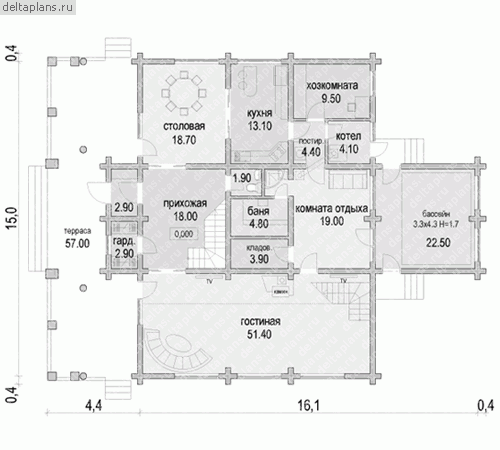 deltaplans.ru
0,4
15,0
0,4
столовая
18.70
кухня
13.10
хозкомната
9.50
постир.
4.40
котел
4.10
2.90
прихожая
18.00
0,000
1.90
баня
4.80
комната отдыха
19.00
бассейн
3.3x4.3 H=1.7
22.50
терраса
57.00
гард.
2.90
кладов.
3.90
TV
TV
камин
гостиная
51.40
4,4
16,1
0,4